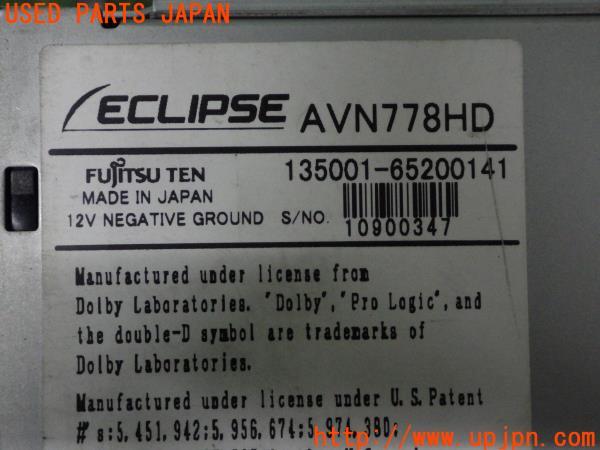 USED PARTS JAPAN
ECLIPSE AVN778HD
FUJITSU TEN 135001-65200141
MADE IN JAPAN
12V NEGATIVE GROUND S/NO. 10900347
Manufactured under license from
Dolby Laboratories. "Dolby", "Pro Logic", and
the double-D symbol are trademarks of
Dolby Laboratories.
Manufactured under license under U.S. Patent
#'s:5,451,942;5,956,674;5,974,380;
http://www.upjpn.com